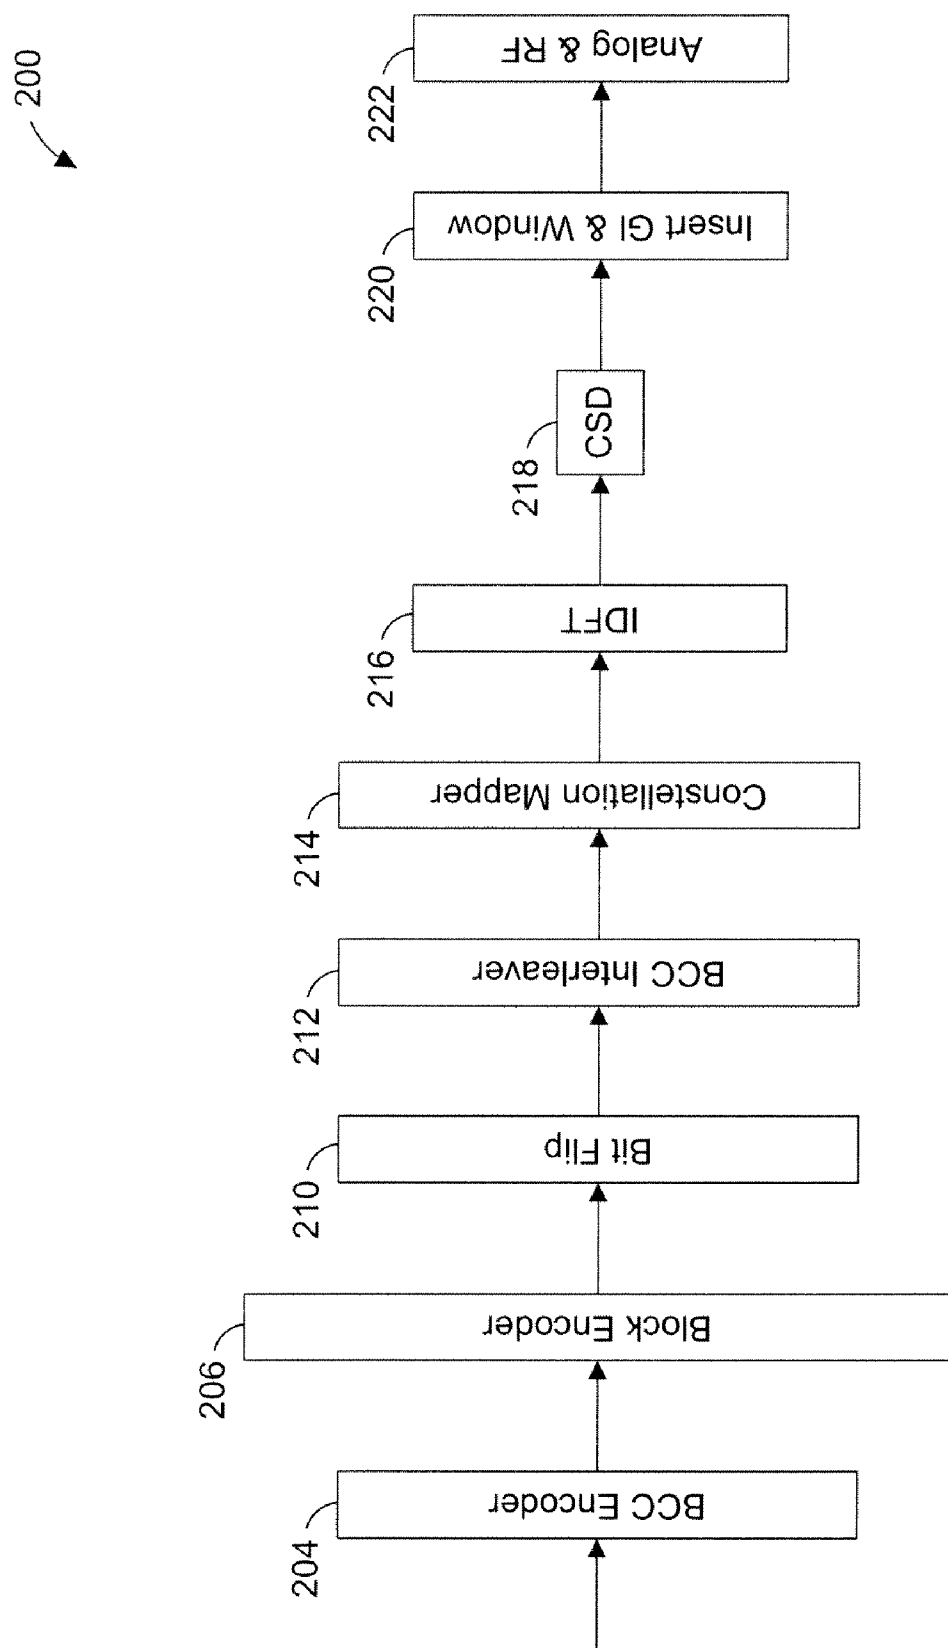 200
204
BCC Encoder
206
Block Encoder
210
Bit Flip
212
BCC Interleaver
214
Constellation Mapper
216
IDFT
218
CSD
220
Insert GI & Window
222
Analog & RF